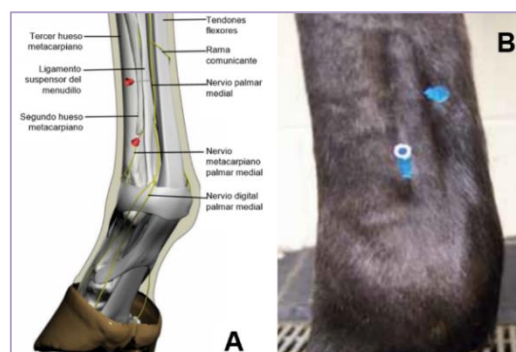 Tercer hueso
metacarpiano
Ligamento
suspensor del
menudillo
Segundo hueso
metacarpiano
Tendones
flexores
Rama
comunicante
Nervio palmar
medial
Nervio
metacarpiano
palmar medial
Nervio digital
palmar medial
A
B